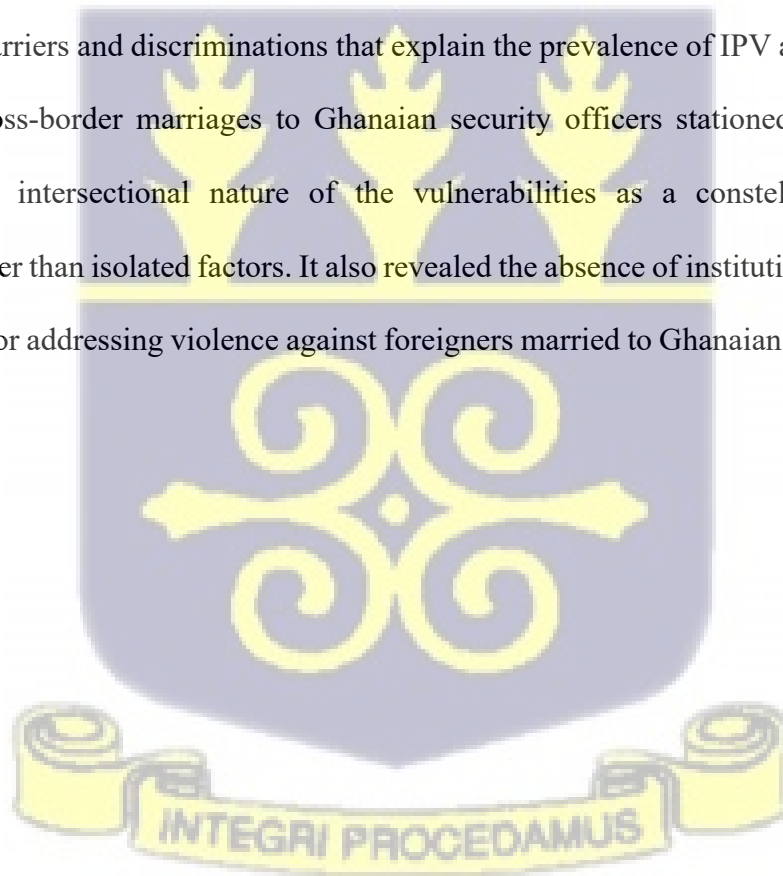 rriers and discriminations that explain the prevalence of IPV a
oss-border marriages to Ghanaian security officers stationed
intersectional nature of the vulnerabilities as a constel
er than isolated factors. It also revealed the absence of instituti
or addressing violence against foreigners married to Ghanaian
INTEGRI PROCEDAMUS